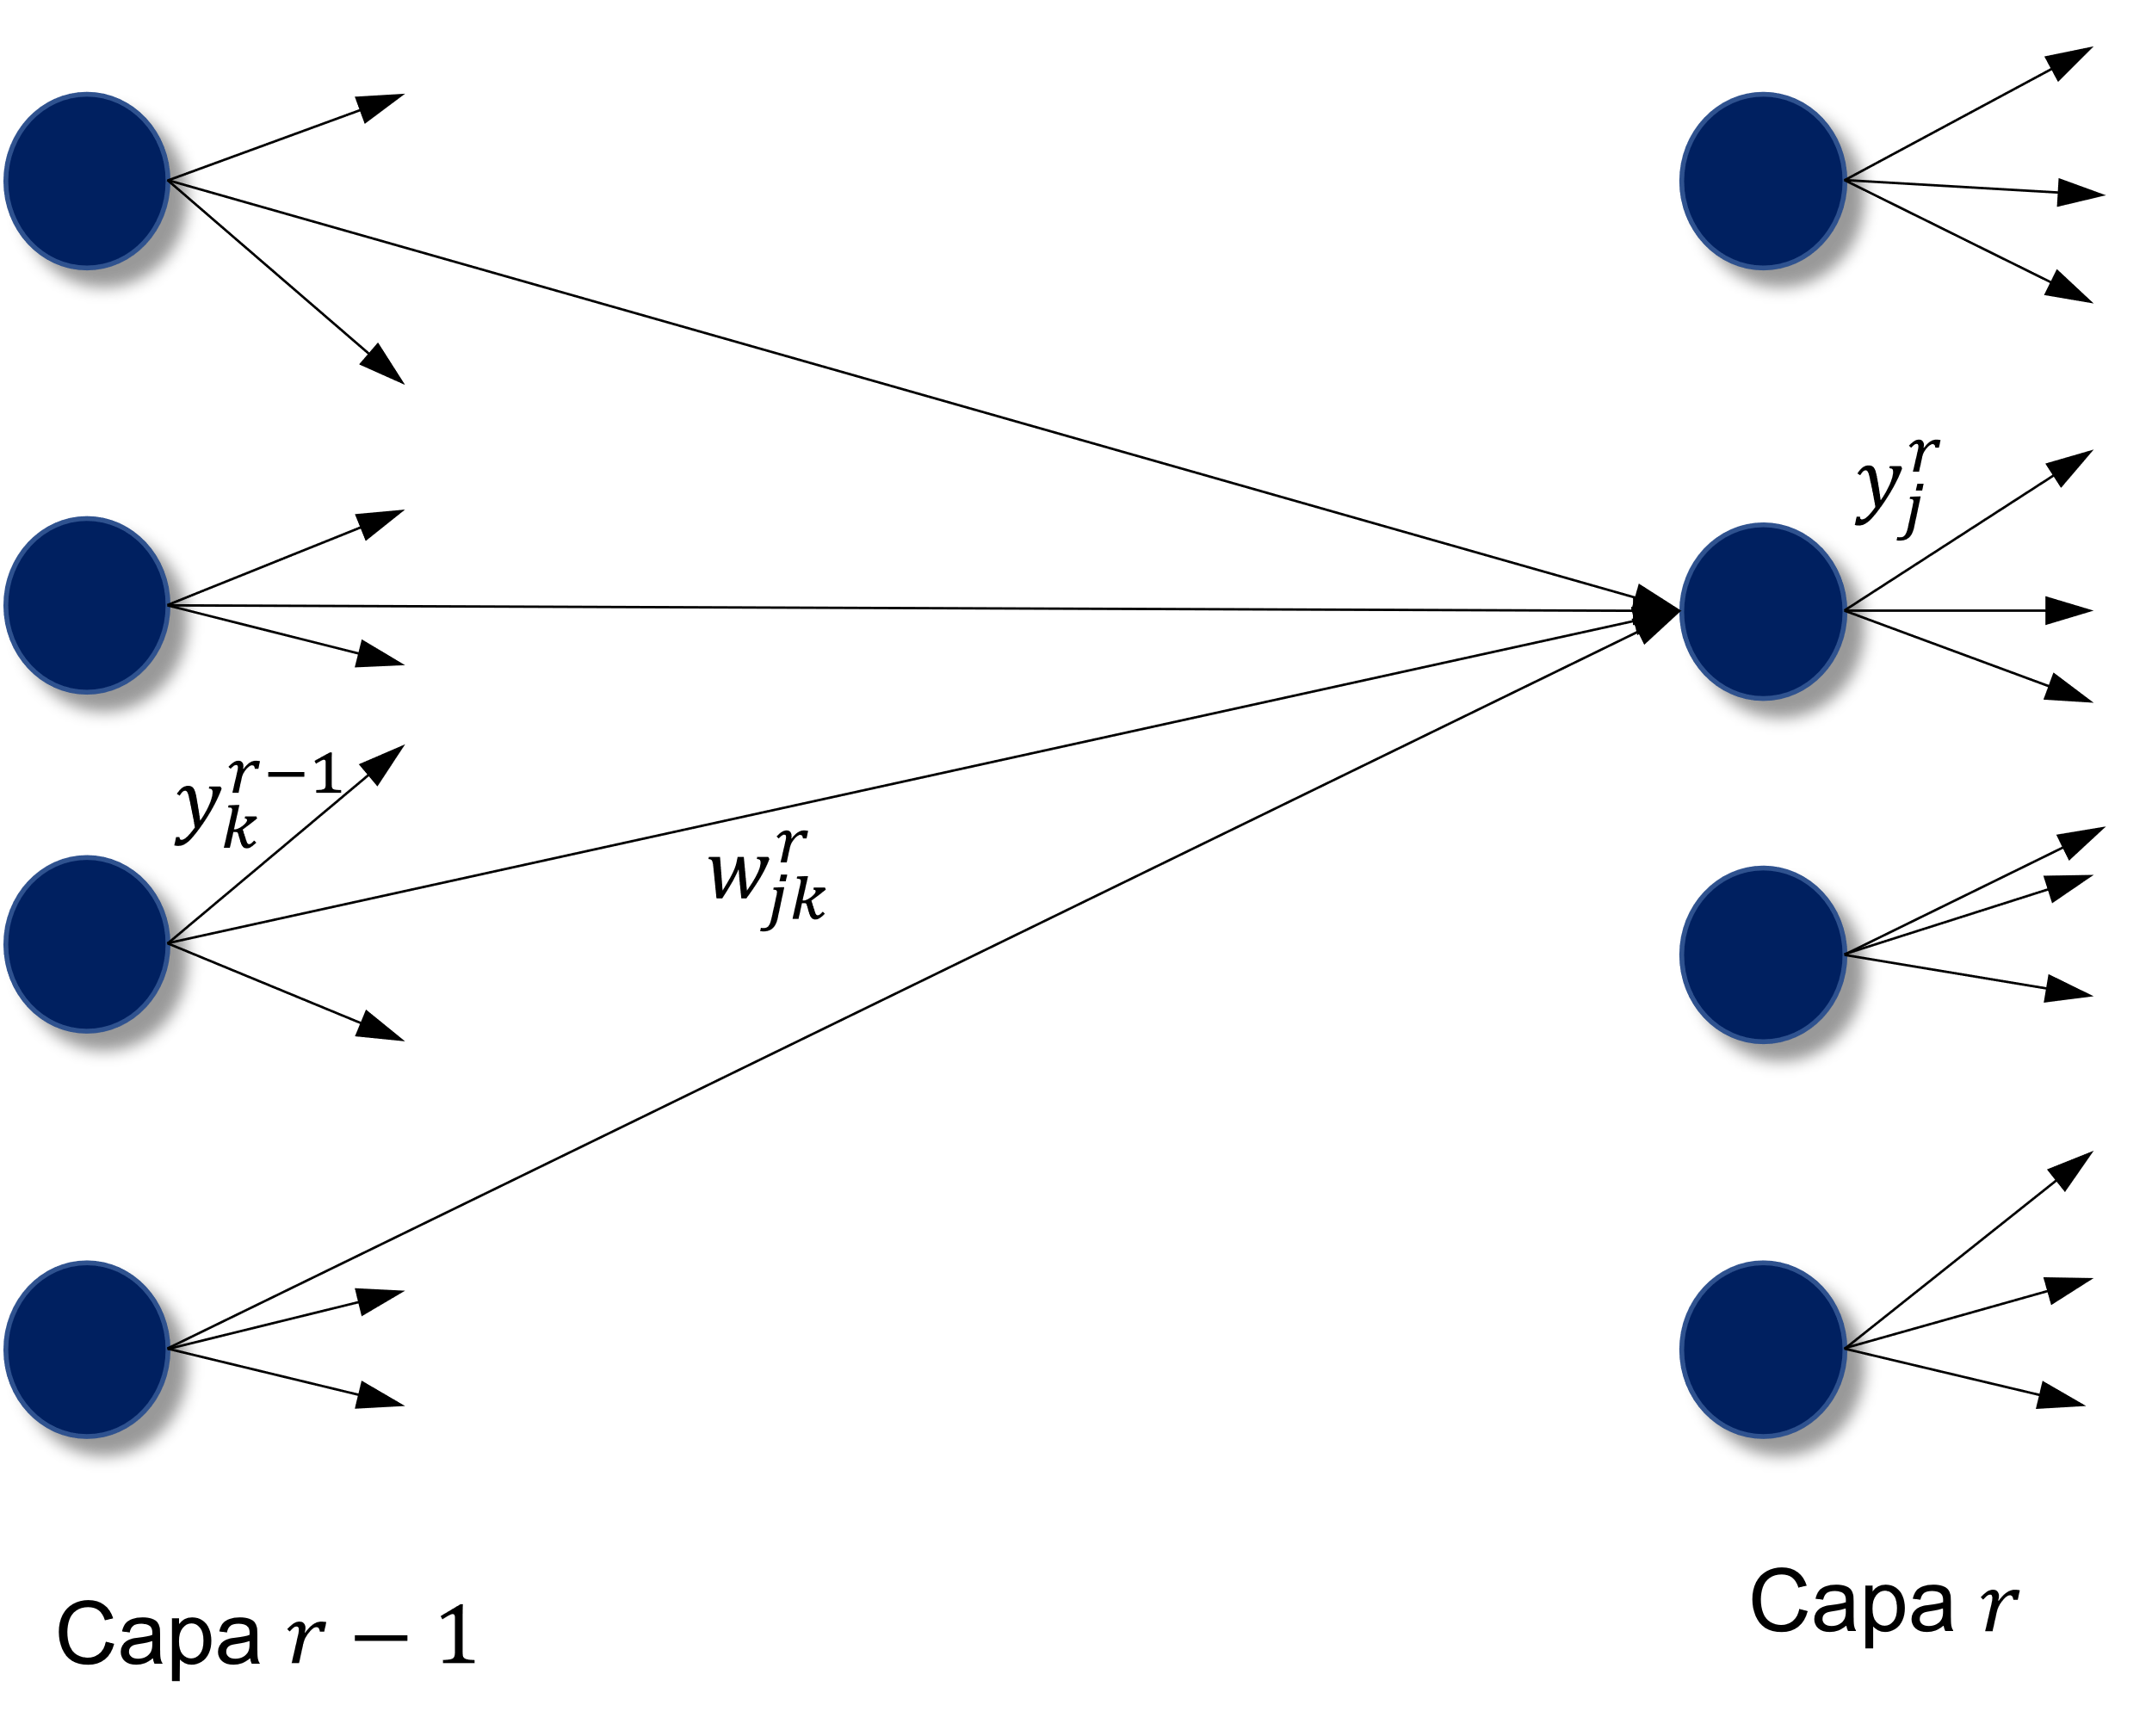 y_j^r
y_k^{r−1}
w_{jk}^r
Capa r − 1
Capa r